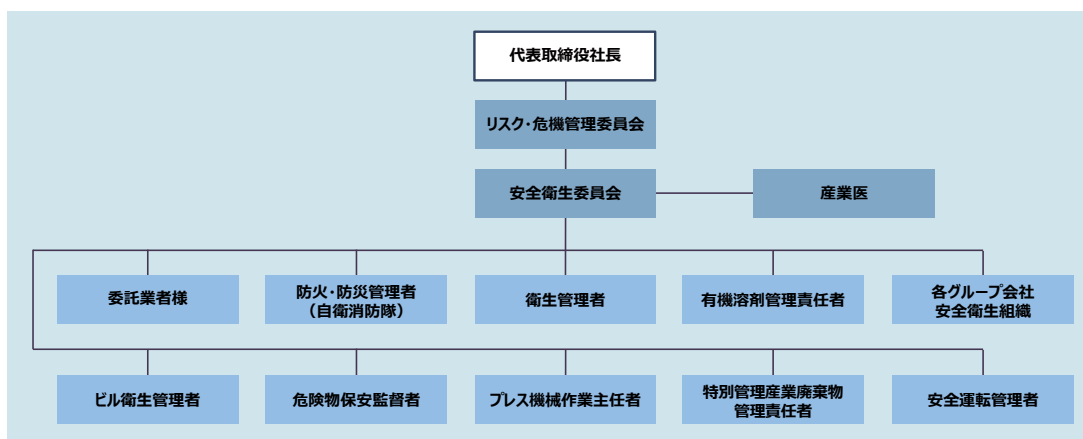 代表取締役社長
リスク・危機管理委員会
安全衛生委員会
産業医
委託業者様
防火・防災管理者
（自衛消防隊）
衛生管理者
有機溶剤管理責任者
各グループ会社
安全衛生組織
ビル衛生管理者
危険物保安監督者
プレス機械作業主任者
特別管理産業廃棄物
管理責任者
安全運転管理者